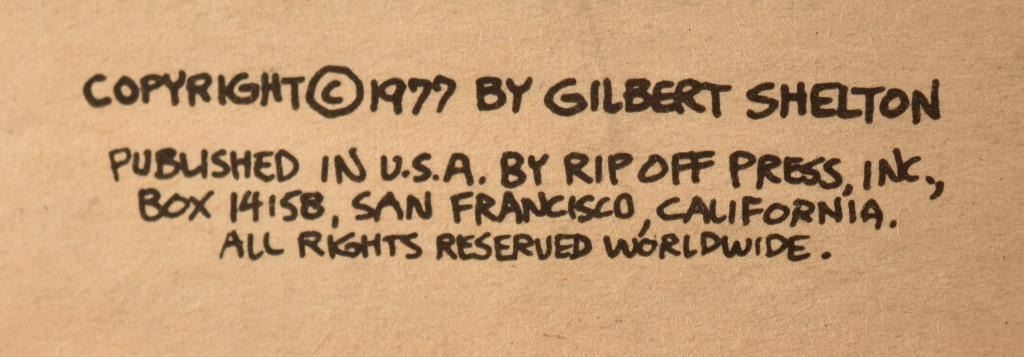 COPYRIGHT © 1977 BY GILBERT SHELTON
PUBLISHED IN U.S.A. BY RIP OFF PRESS, INC.,
BOX 14158, SAN FRANCISCO, CALIFORNIA.
ALL RIGHTS RESERVED WORLDWIDE.